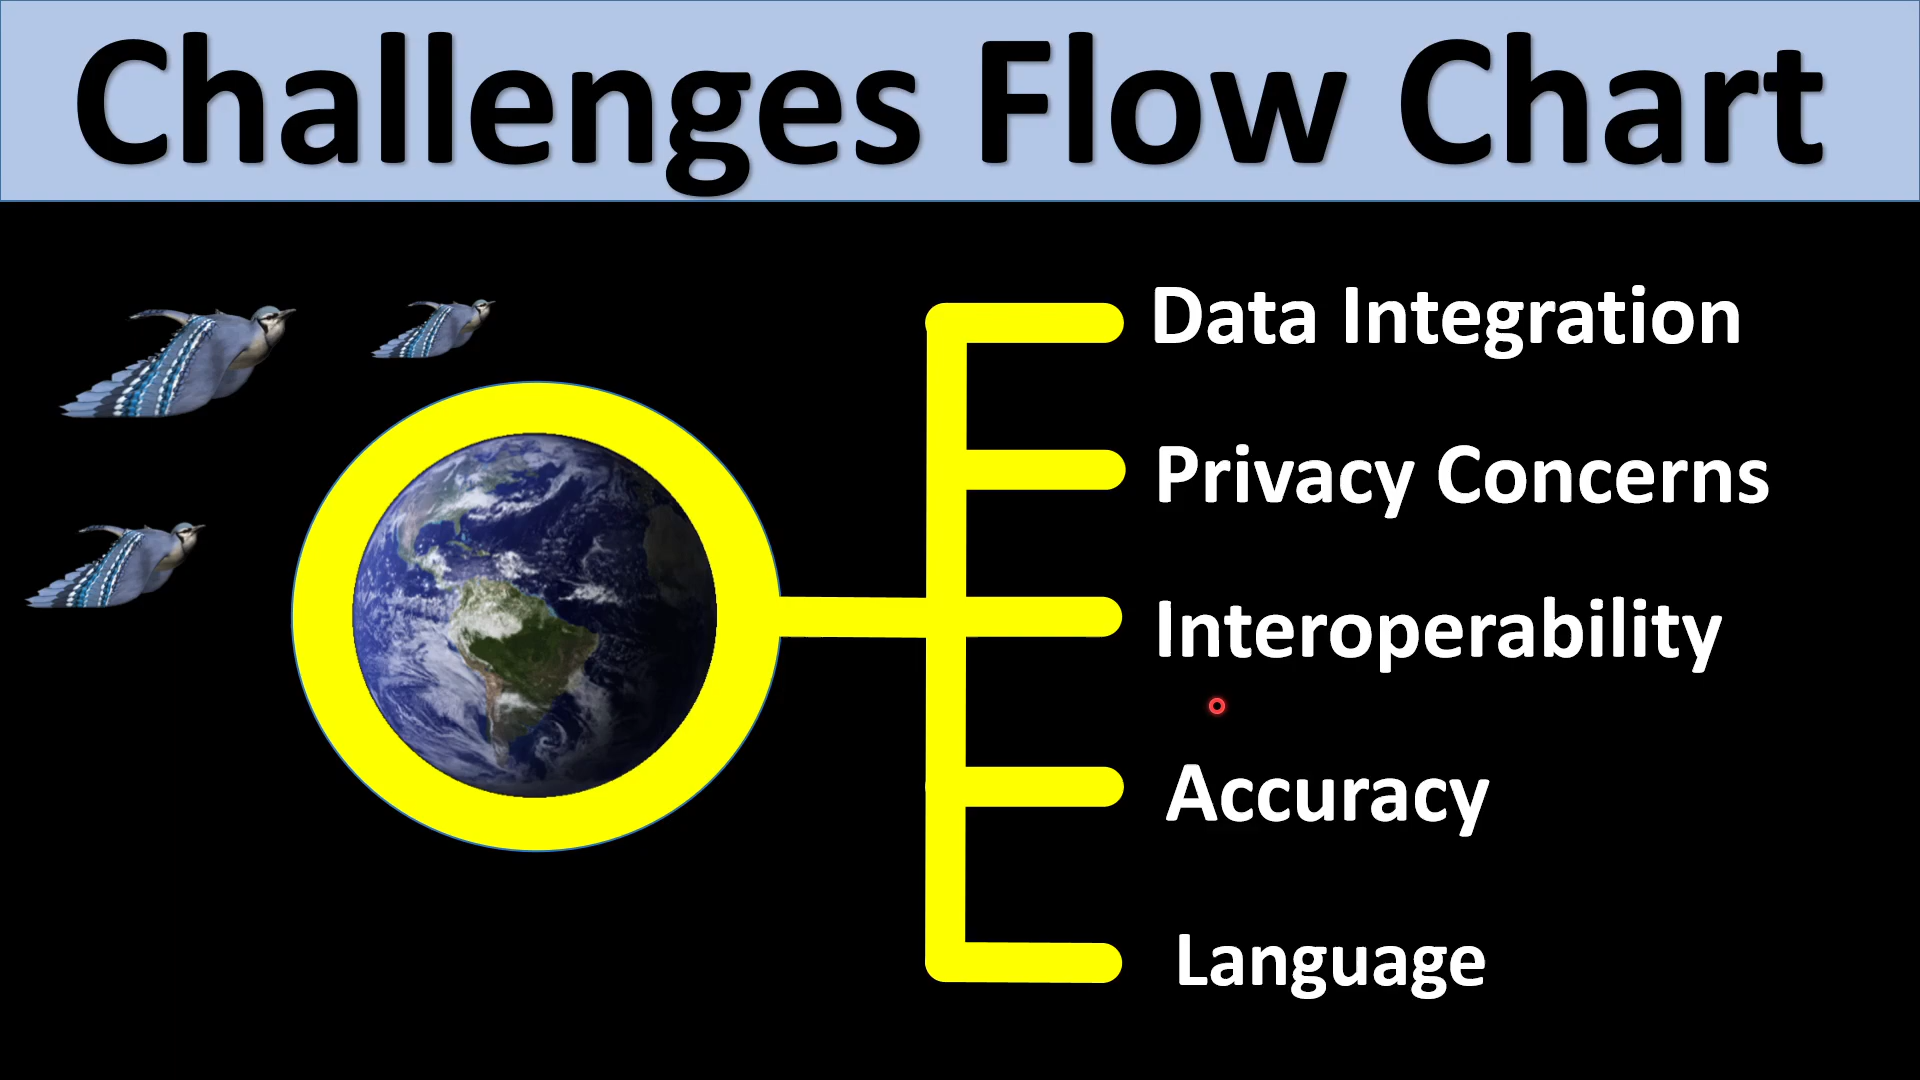 Challenges Flow Chart
Data Integration
Privacy Concerns
Interoperability
Accuracy
Language